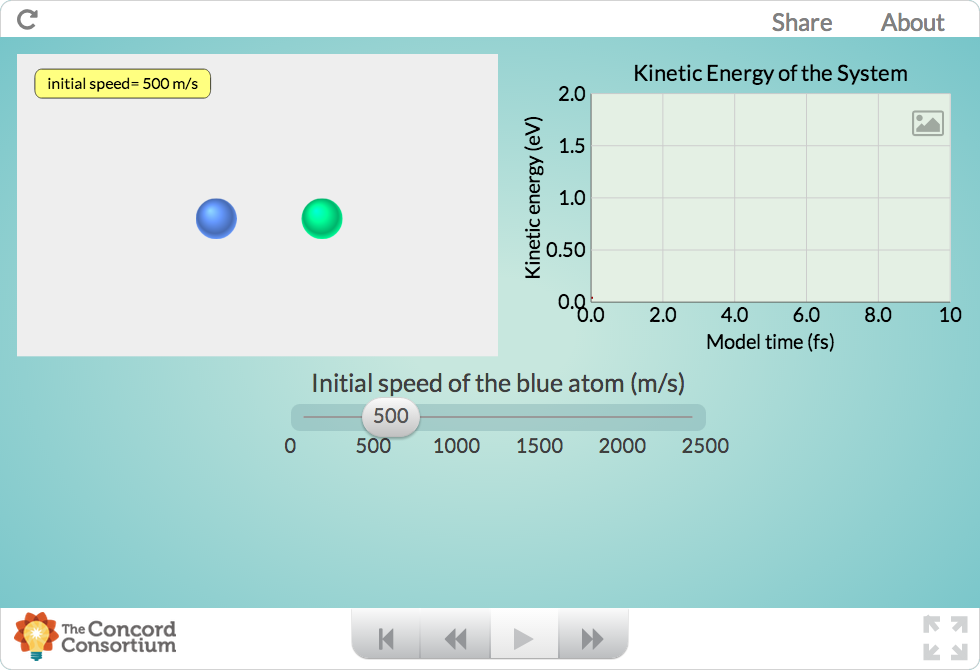 Share About
initial speed= 500 m/s
Kinetic Energy of the System
Kinetic energy (eV)
2.0
1.5
1.0
0.50
0.0
0.0 2.0 4.0 6.0 8.0 10
Model time (fs)
Initial speed of the blue atom (m/s)
500
0 500 1000 1500 2000 2500
The Concord
Consortium